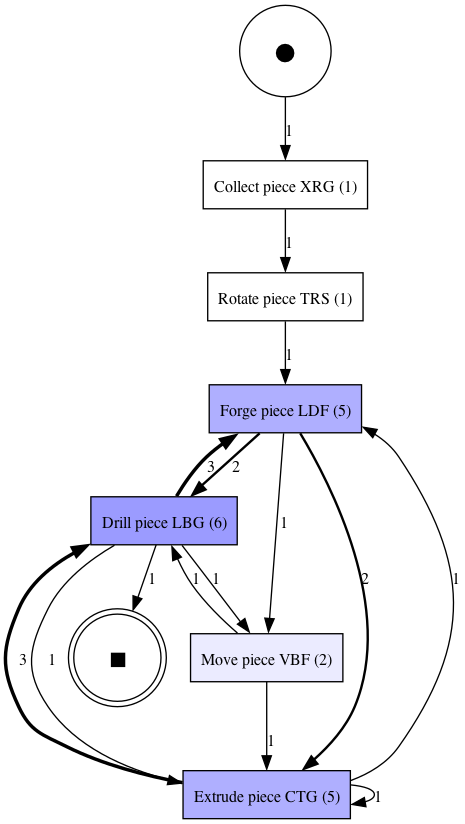 1
Collect piece XRG (1)
1
Rotate piece TRS (1)
1
Forge piece LDF (5)
3
2
Drill piece LBG (6)
1
1
1
1
2
1
3
1
Move piece VBF (2)
1
Extrude piece CTG (5)
1